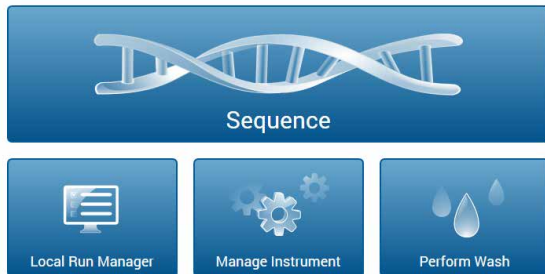 Sequence
Local Run Manager
Manage Instrument
Perform Wash